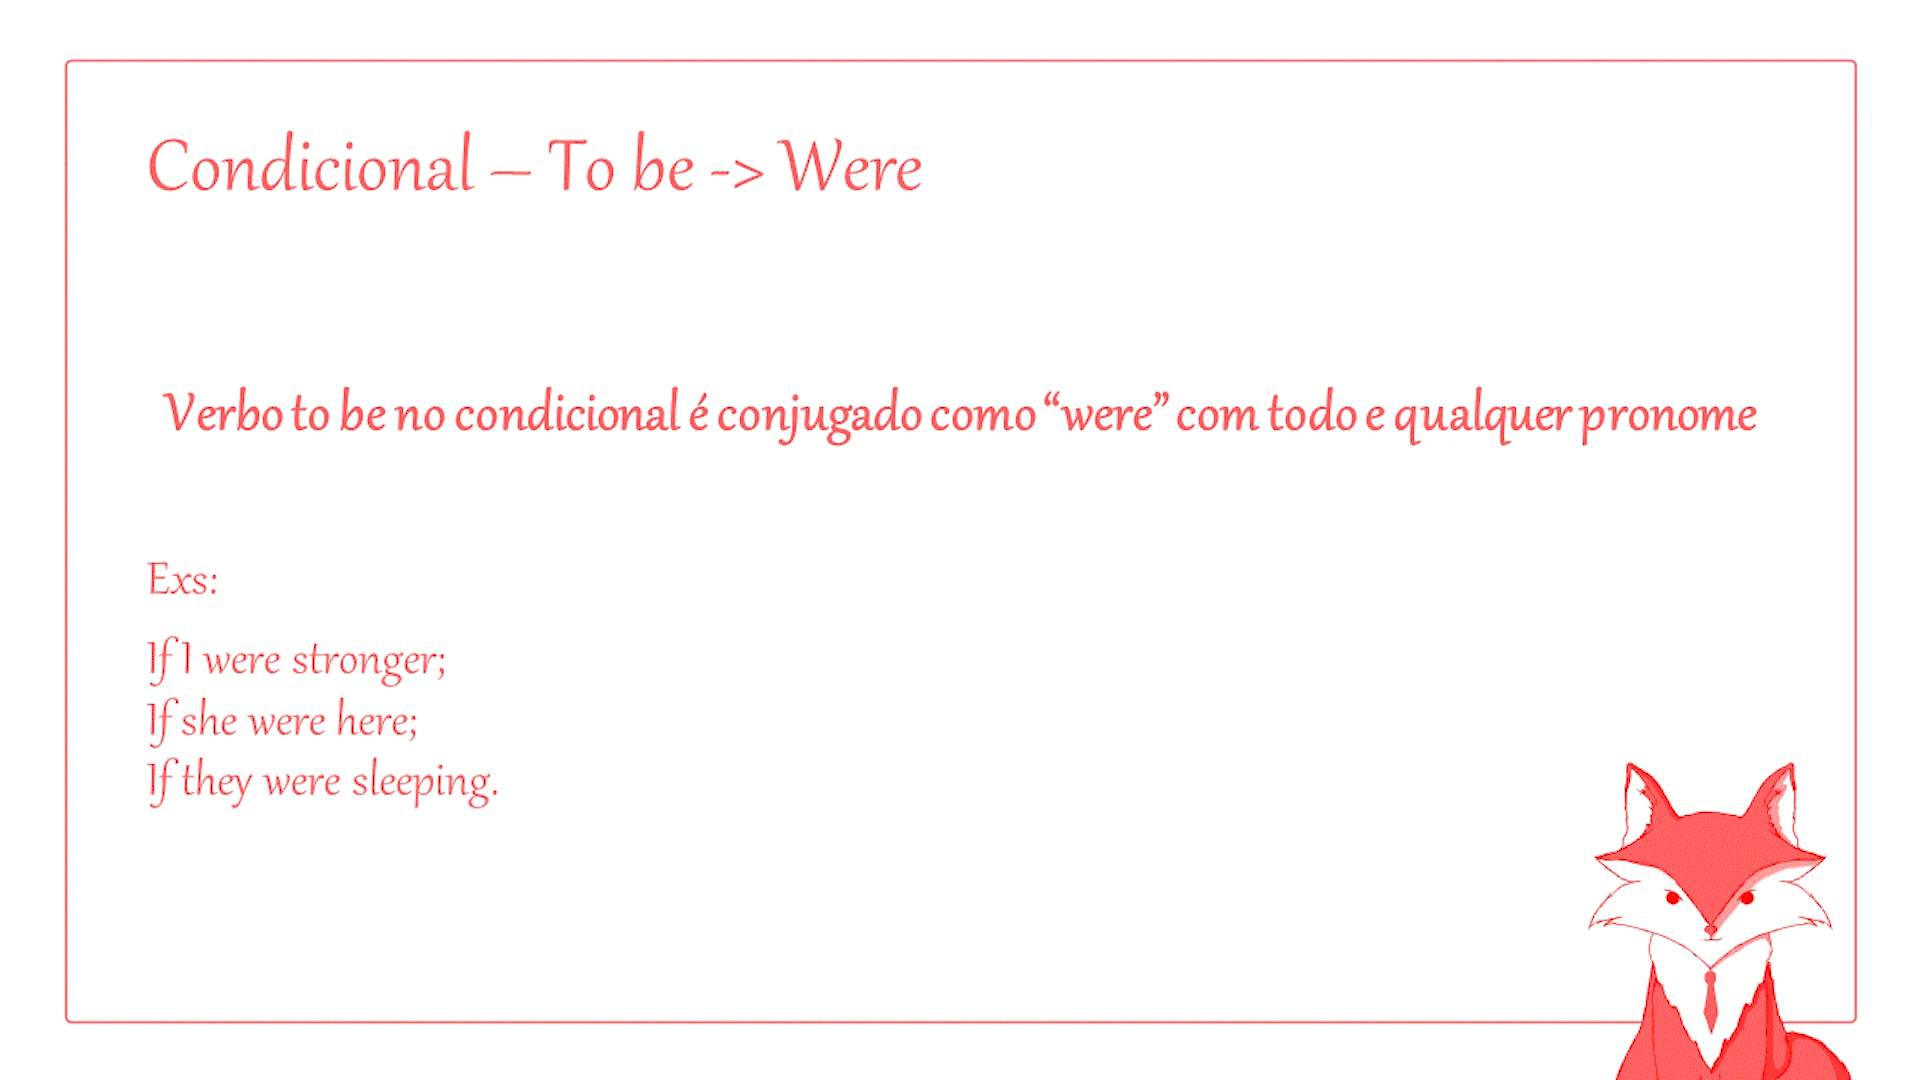 Condicional – To be -> Were
Verbo to be no condicional é conjugado como “were” com todo e qualquer pronome
Exs:
If I were stronger;
If she were here;
If they were sleeping.